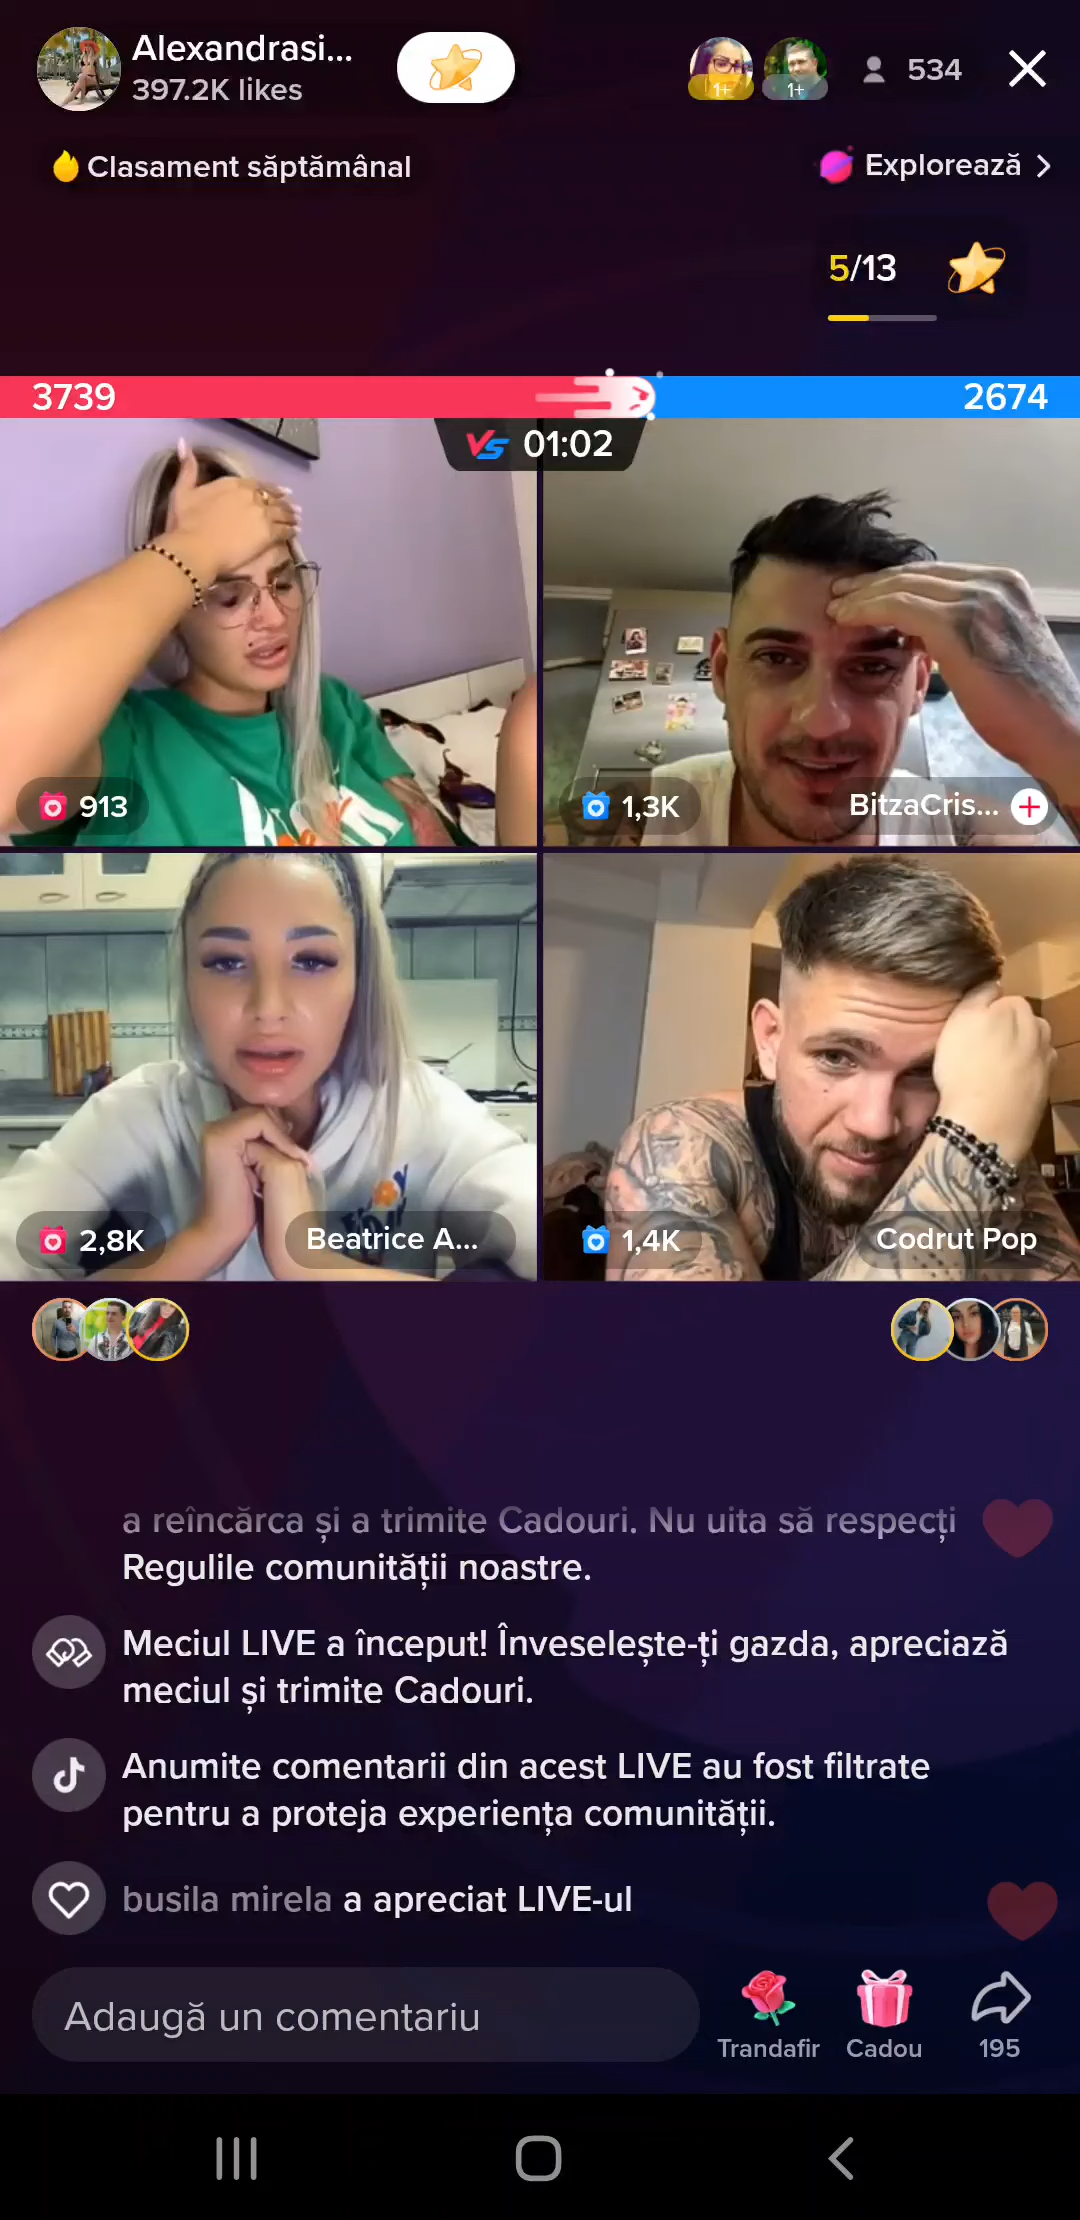 Alexandrasi...
397.2K likes
1+
1+
534
Clasament săptămânal
Explorează
5/13
3739
2674
VS 01:02
913
1,3K
BitzaCris...
2,8K
Beatrice A...
1,4K
Codrut Pop
a reîncărca și a trimite Cadouri. Nu uita să respecți
Regulile comunității noastre.
Meciul LIVE a început! Înveselește-ți gazda, apreciază
meciul și trimite Cadouri.
Anumite comentarii din acest LIVE au fost filtrate
pentru a proteja experiența comunității.
busila mirela a apreciat LIVE-ul
Adaugă un comentariu
Trandafir
Cadou
195